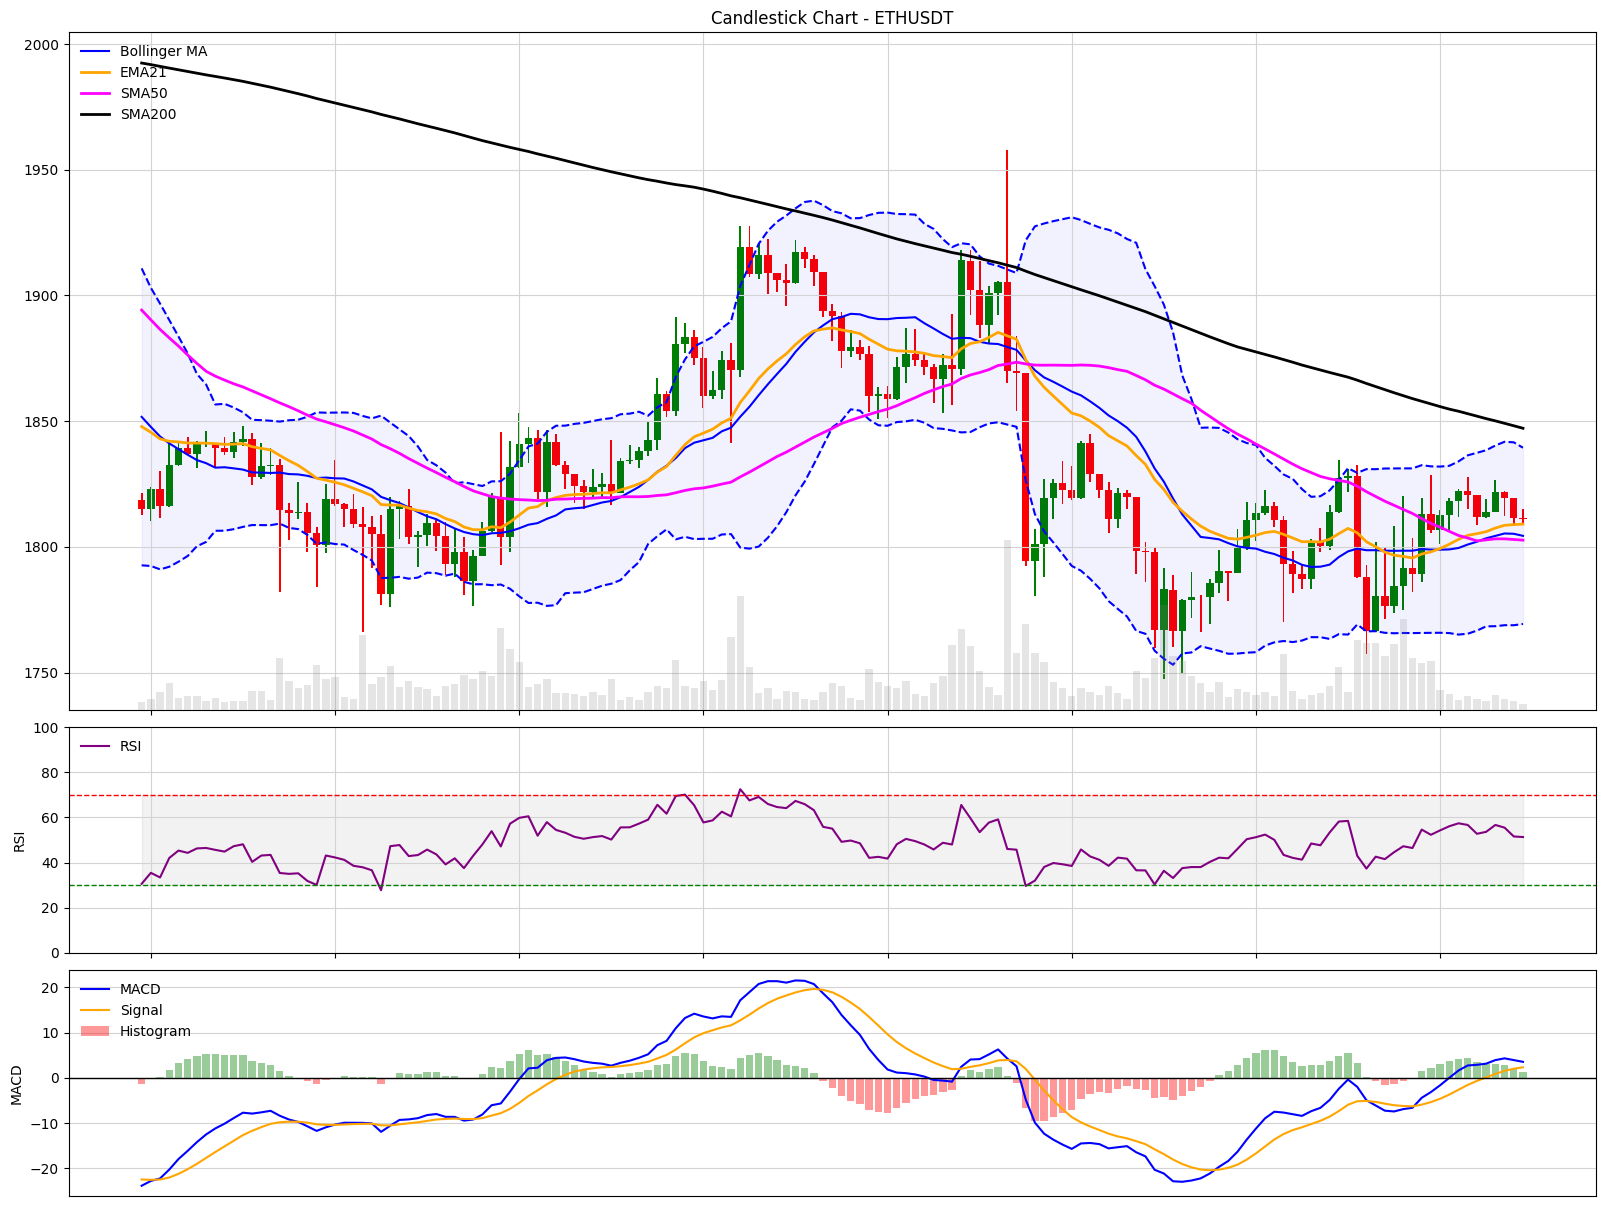 Candlestick Chart - ETHUSDT
2000
1950
1900
1850
1800
1750
Bollinger MA
EMA21
SMA50
SMA200
100
80
60
40
20
0
RSI
RSI
20
10
0
−10
−20
MACD
MACD
Signal
Histogram